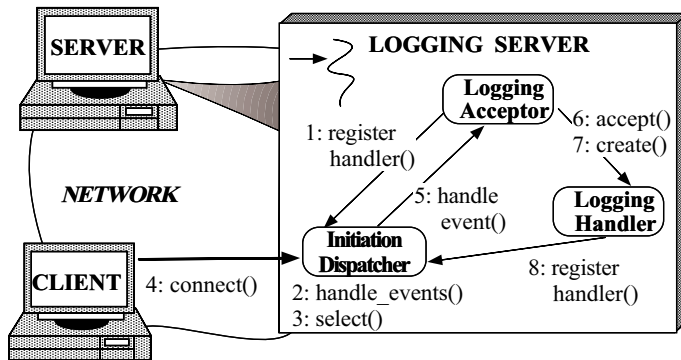 SERVER
LOGGING SERVER
Logging
Acceptor
1: register
handler()
6: accept()
7: create()
NETWORK
5: handle
event()
Logging
Handler
Initiation
Dispatcher
CLIENT
4: connect()
8: register
handler()
2: handle_events()
3: select()